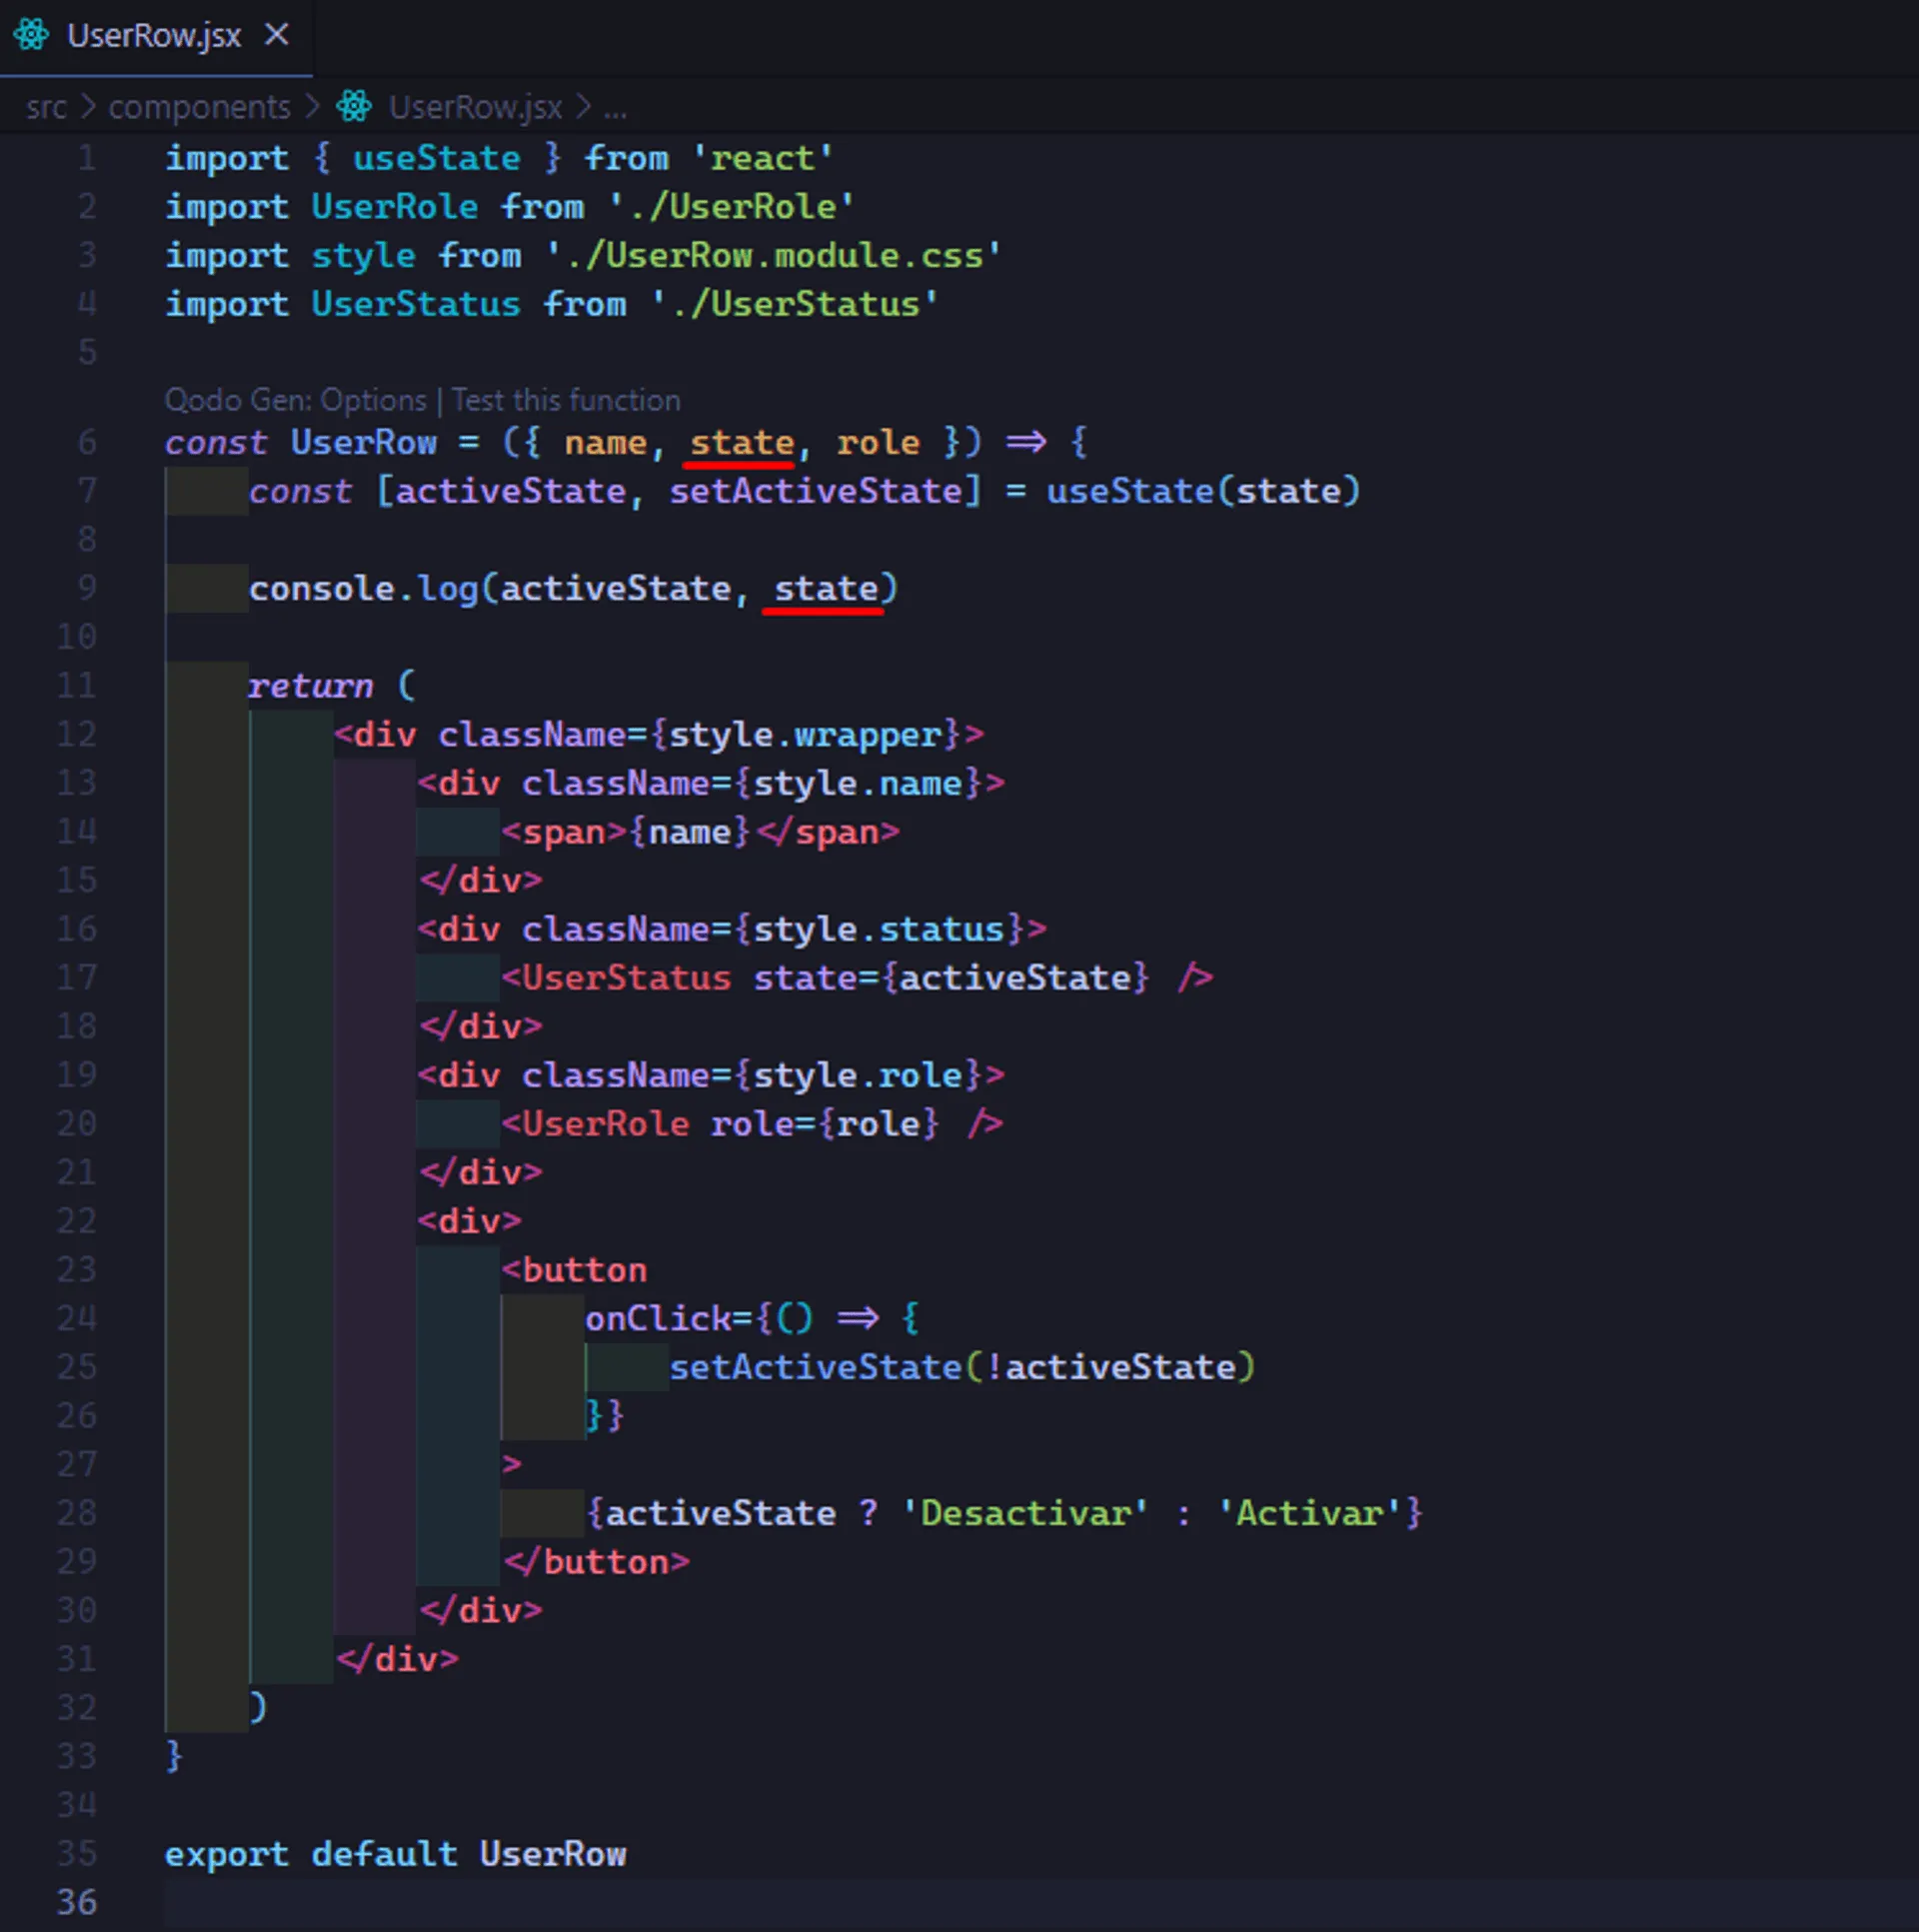 UserRow.jsx
src > components > UserRow.jsx > ...
1 import { useState } from 'react'
2 import UserRole from './UserRole'
3 import style from './UserRow.module.css'
4 import UserStatus from './UserStatus'
5
Qodo Gen: Options | Test this function
6 const UserRow = ({ name, state, role }) => {
7     const [activeState, setActiveState] = useState(state)
8
9     console.log(activeState, state)
10
11     return (
12         <div className={style.wrapper}>
13             <div className={style.name}>
14                 <span>{name}</span>
15             </div>
16             <div className={style.status}>
17                 <UserStatus state={activeState} />
18             </div>
19             <div className={style.role}>
20                 <UserRole role={role} />
21             </div>
22             <div>
23                 <button
24                     onClick={() => {
25                         setActiveState(!activeState)
26                     }}
27                 >
28                     {activeState ? 'Desactivar' : 'Activar'}
29                 </button>
30             </div>
31         </div>
32     )
33 }
34
35 export default UserRow
36